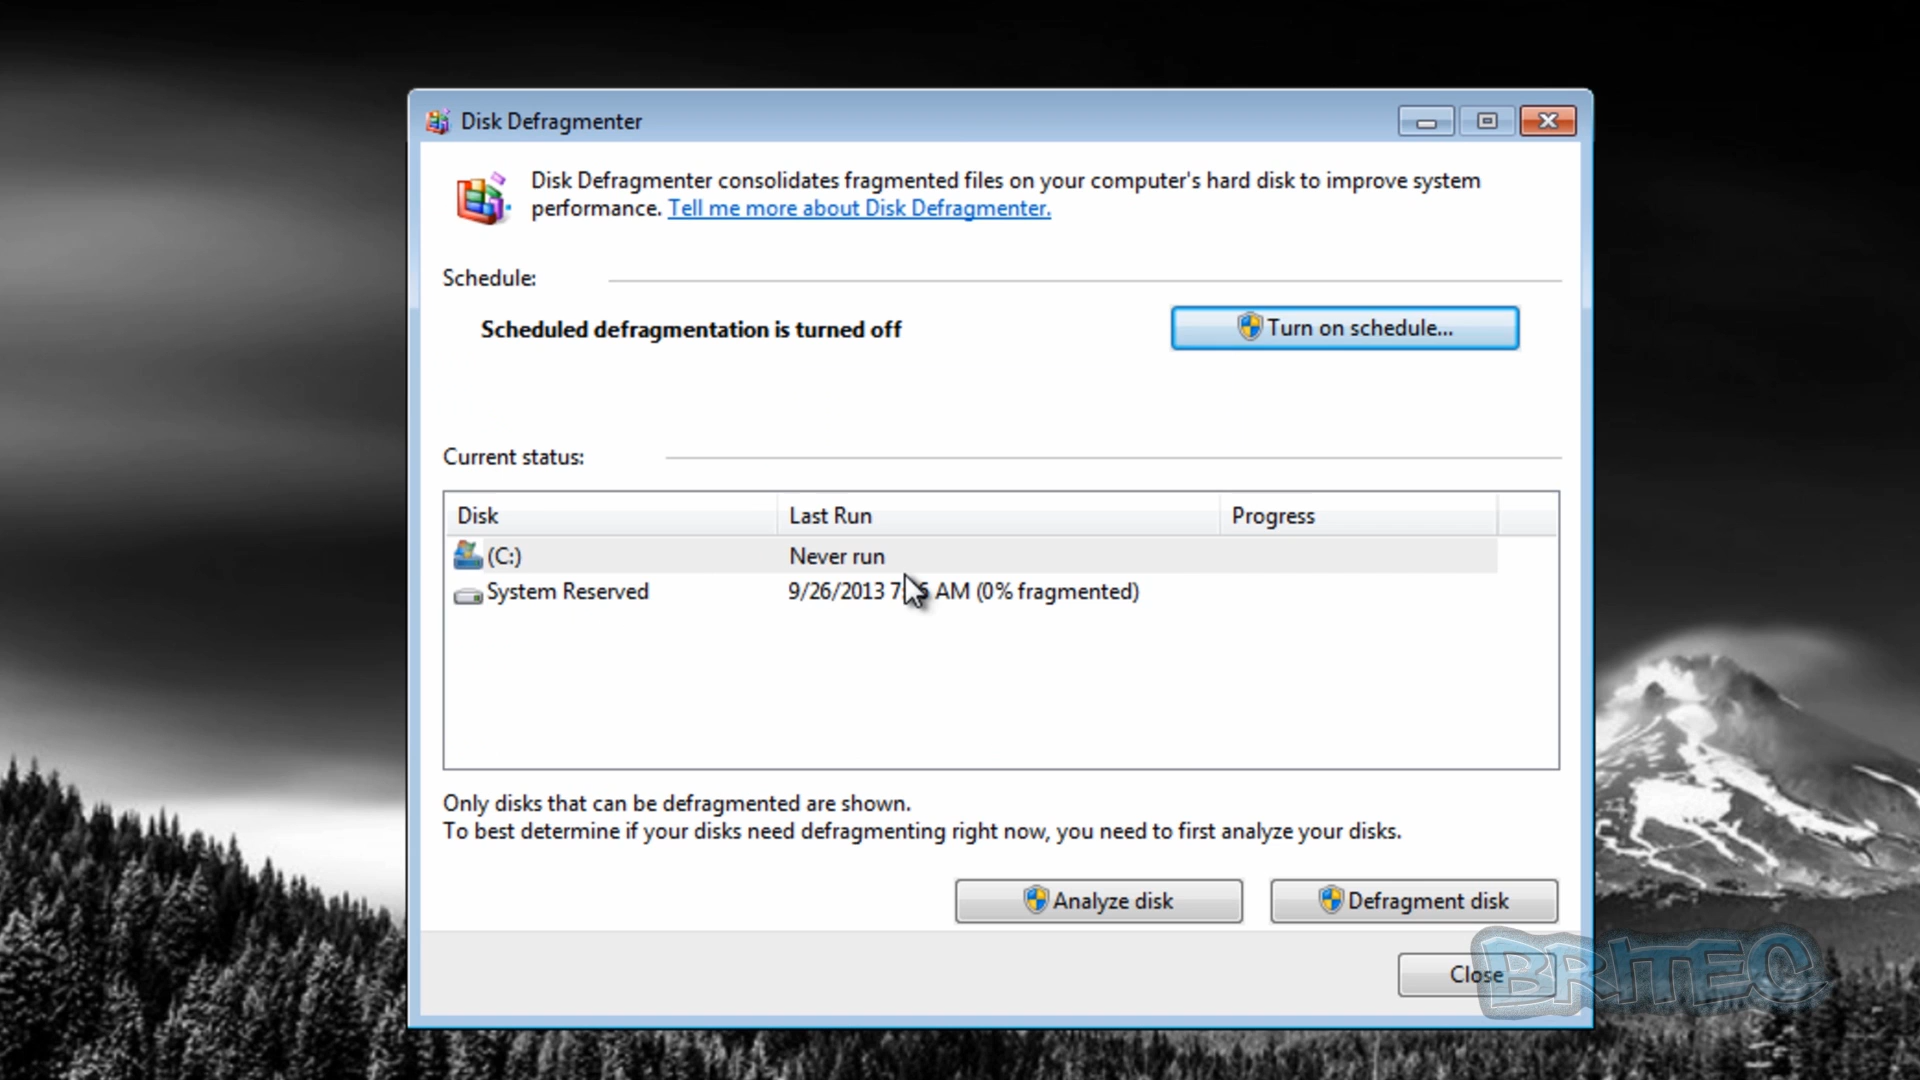 Disk Defragmenter
Disk Defragmenter consolidates fragmented files on your computer's hard disk to improve system
performance. Tell me more about Disk Defragmenter.
Schedule:
Scheduled defragmentation is turned off
Turn on schedule...
Current status:
Disk Last Run Progress
(C:) Never run
System Reserved 9/26/2013 AM (0% fragmented)
Only disks that can be defragmented are shown.
To best determine if your disks need defragmenting right now, you need to first analyze your disks.
Analyze disk Defragment disk
Close
BRITEC